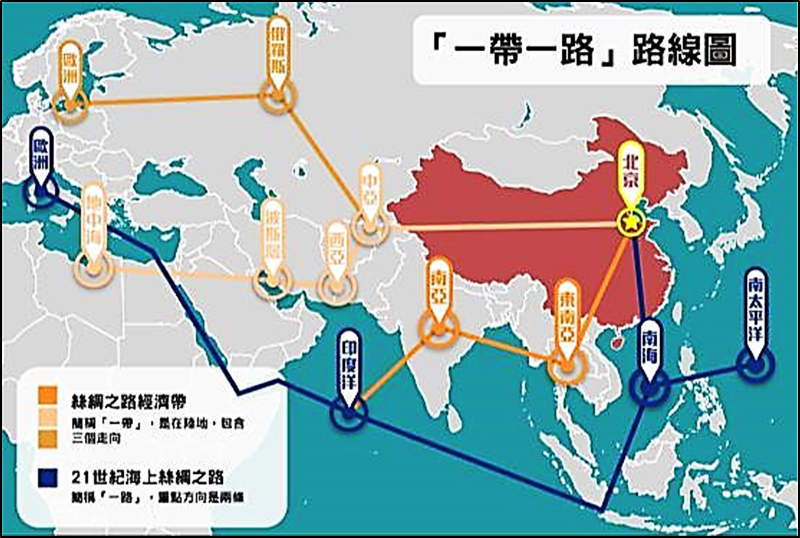 「一帶一路」路線圖
歐洲
俄羅斯
歐洲
地中海
波斯灣
西亞
中亞
北京
南亞
東南亞
印度洋
南海
南太平洋
絲綢之路經濟帶
簡稱「一帶」，是在陸地，包含
三個走向
21世紀海上絲綢之路
簡稱「一路」，重點方向是兩條